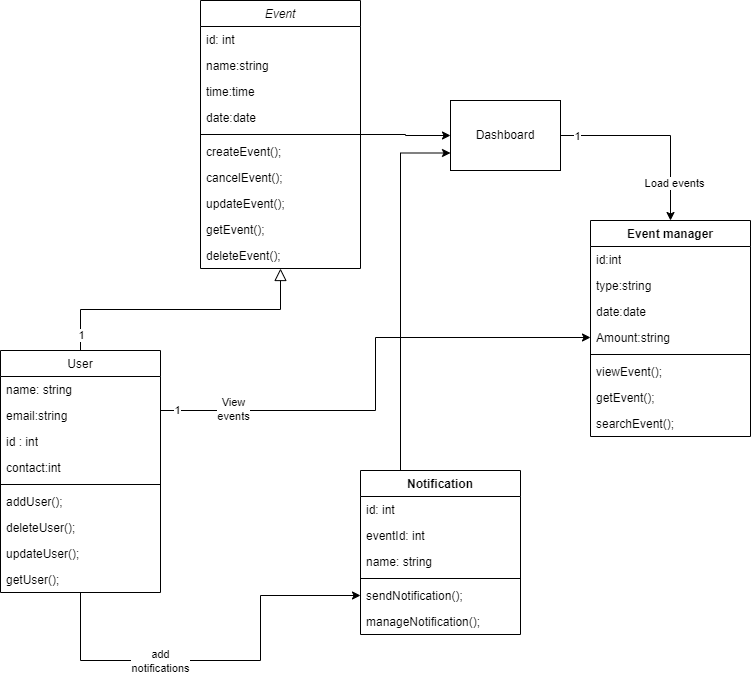 Event
id: int
name:string
time:time
date:date
createEvent();
cancelEvent();
updateEvent();
getEvent();
deleteEvent();
Dashboard
1
Load events
Event manager
id:int
type:string
date:date
Amount:string
viewEvent();
getEvent();
searchEvent();
1
User
name: string
email:string
id : int
contact:int
addUser();
deleteUser();
updateUser();
getUser();
1
View
events
Notification
id: int
eventId: int
name: string
sendNotification();
manageNotification();
add
notifications